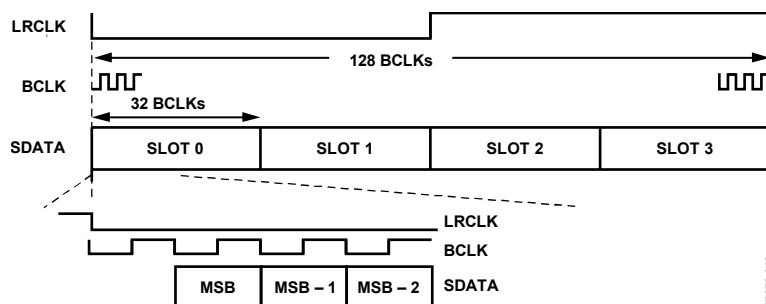 LRCLK
128 BCLKs
BCLK
32 BCLKs
SDATA
SLOT 0
SLOT 1
SLOT 2
SLOT 3
LRCLK
BCLK
MSB
MSB – 1
MSB – 2
SDATA